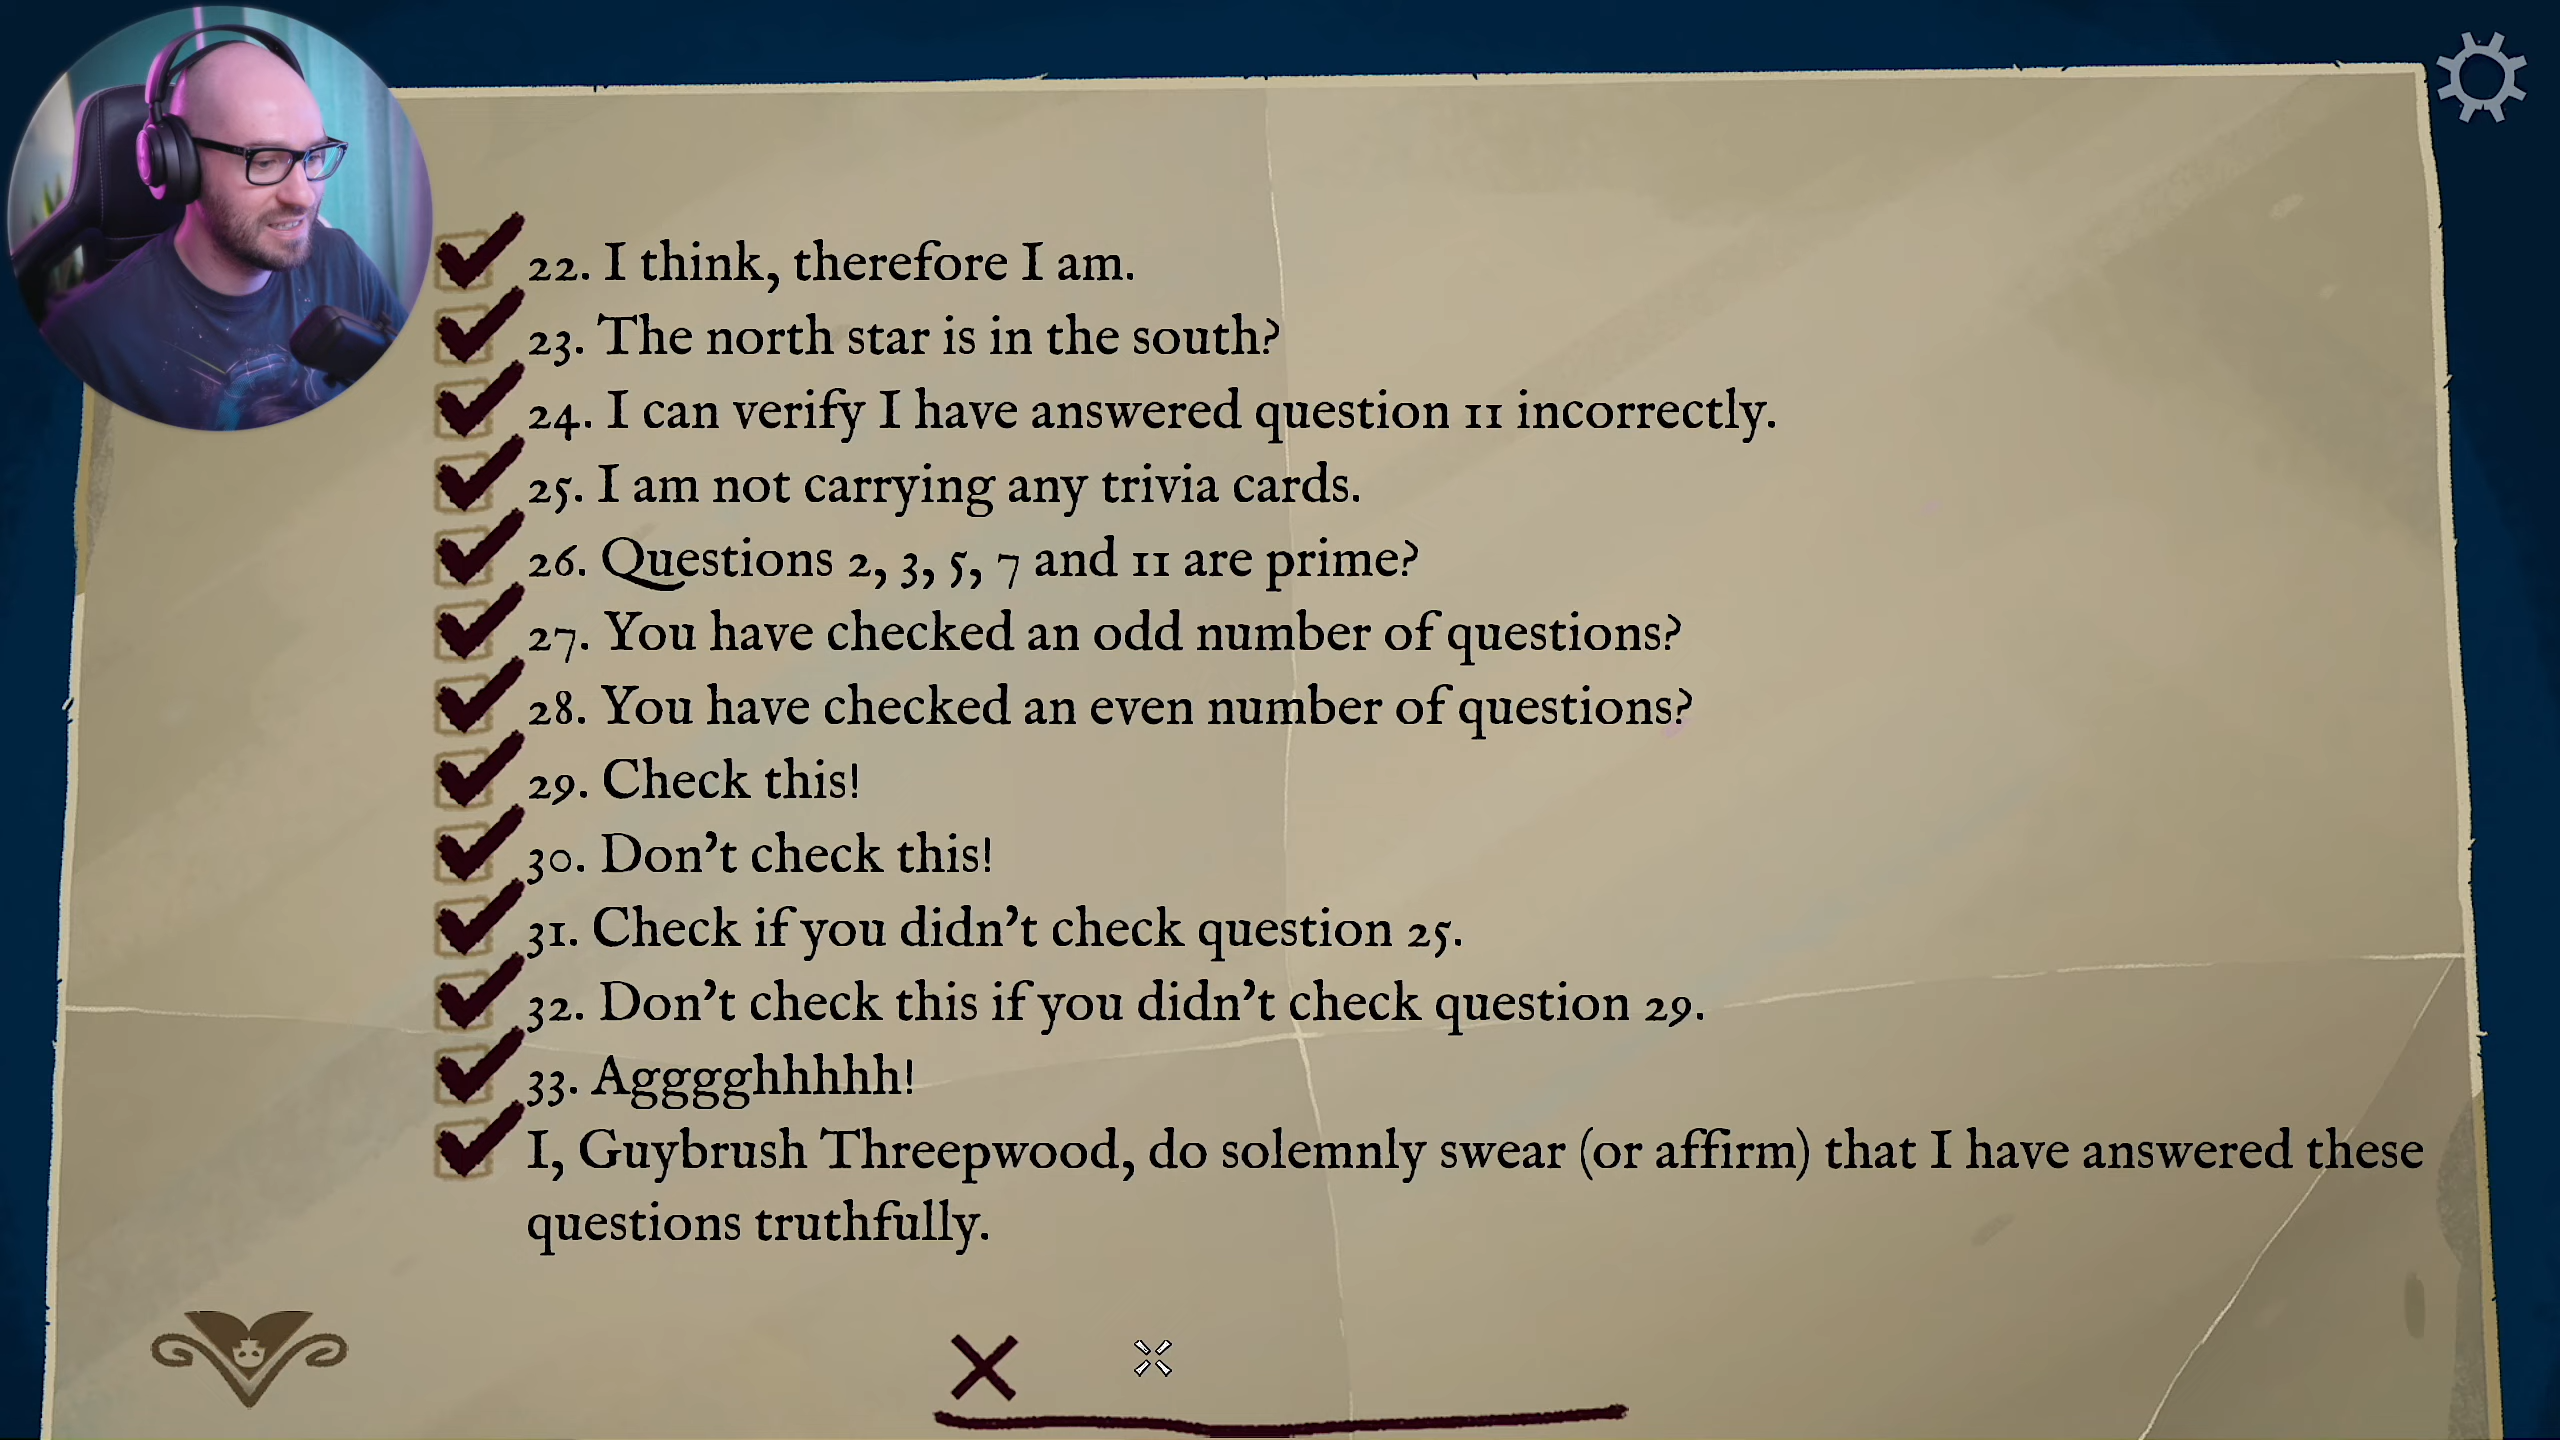 22. I think, therefore I am.
23. The north star is in the south?
24. I can verify I have answered question 11 incorrectly.
25. I am not carrying any trivia cards.
26. Questions 2, 3, 5, 7 and 11 are prime?
27. You have checked an odd number of questions?
28. You have checked an even number of questions?
29. Check this!
30. Don't check this!
31. Check if you didn't check question 25.
32. Don't check this if you didn't check question 29.
33. Agggghhhhh!
I, Guybrush Threepwood, do solemnly swear (or affirm) that I have answered these
questions truthfully.